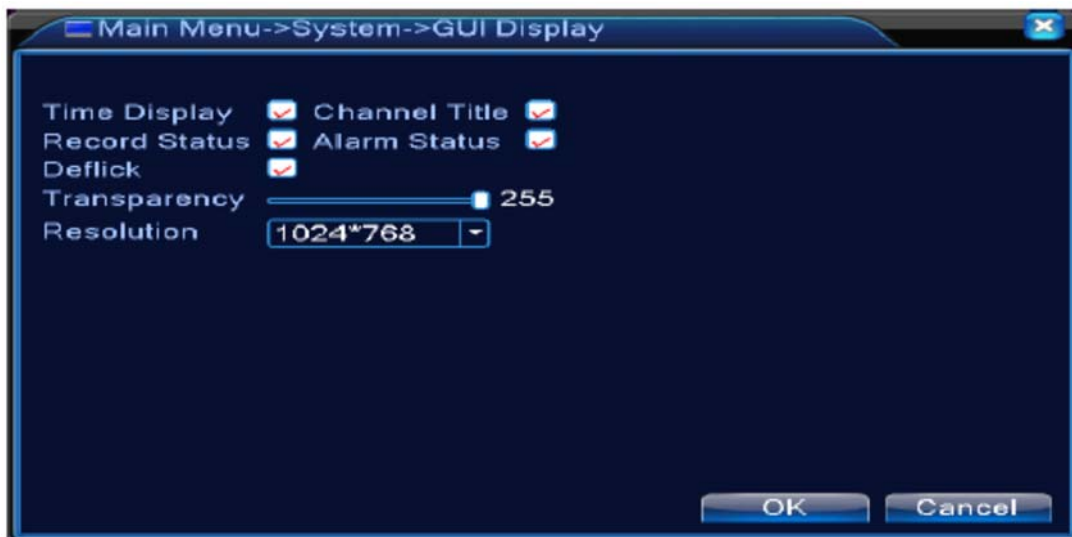 Main Menu->System->GUI Display
Time Display Channel Title
Record Status Alarm Status
Deflick
Transparency 255
Resolution 1024*768
OK Cancel